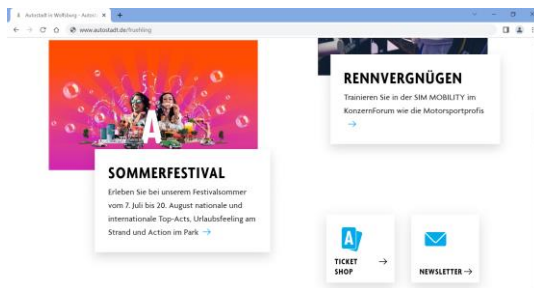 Autostadt in Wolfsburg - Autost
www.autostadt.de/fruehling
A
SOMMERFESTIVAL
Erleben Sie bei unserem Festivalsommer
vom 7. Juli bis 20. August nationale und
internationale Top-Acts, Urlaubsfeeling am
Strand und Action im Park →
RENNVERGNÜGEN
Trainieren Sie in der SIM MOBILITY im
KonzernForum wie die Motorsportprofis
→
A
TICKET
SHOP →
NEWSLETTER →